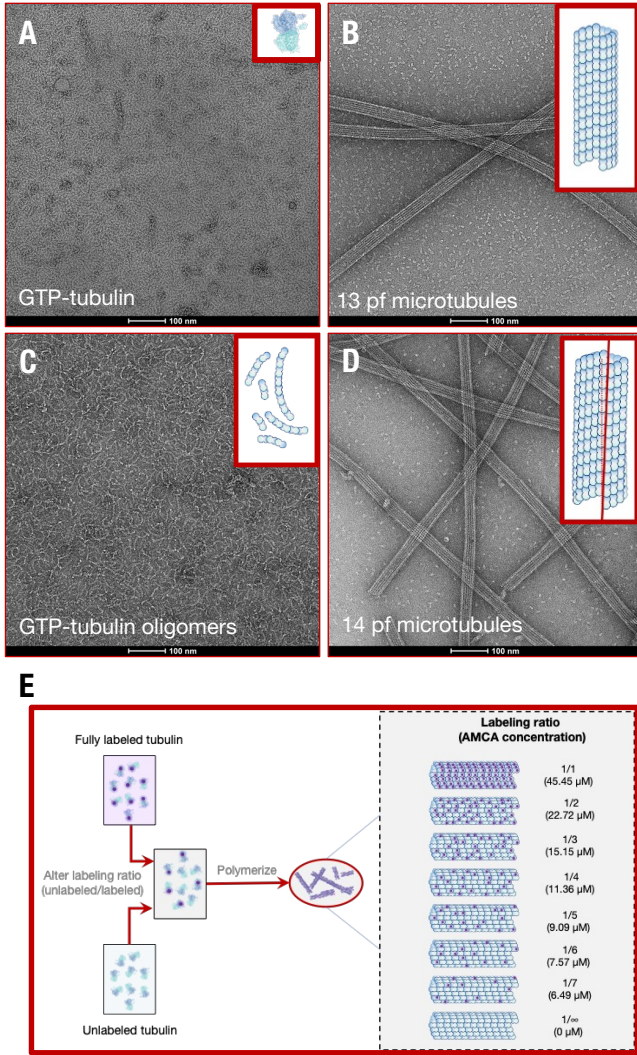 A
GTP-tubulin
100 nm
B
13 pf microtubules
100 nm
C
GTP-tubulin oligomers
100 nm
D
14 pf microtubules
100 nm
E
Fully labeled tubulin
Alter labeling ratio
(unlabeled/labeled)
Polymerize
Unlabeled tubulin
Labeling ratio
(AMCA concentration)
1/1
(45.45 µM)
1/2
(22.72 µM)
1/3
(15.15 µM)
1/4
(11.36 µM)
1/5
(9.09 µM)
1/6
(7.57 µM)
1/7
(6.49 µM)
1/∞
(0 µM)